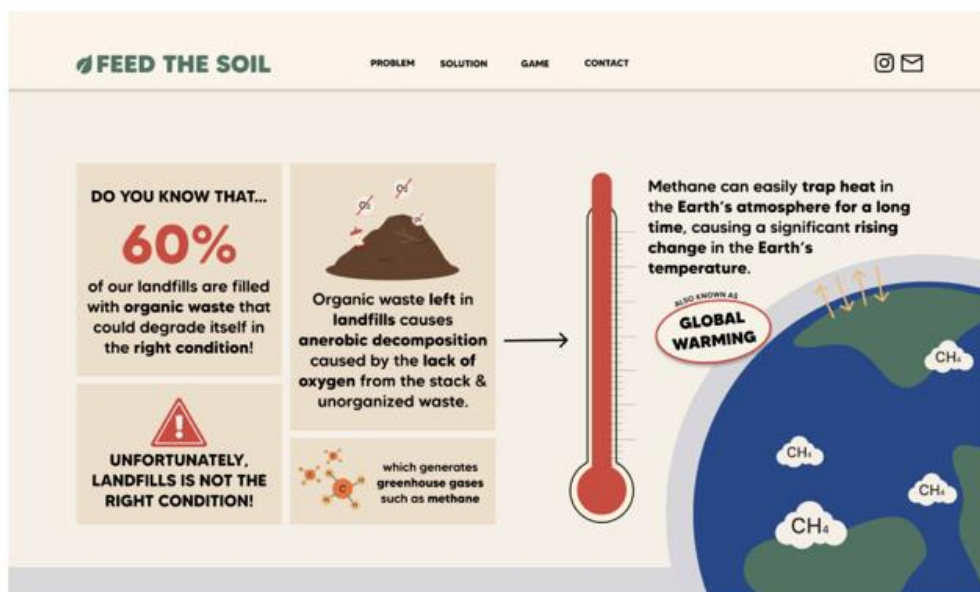 FEED THE SOIL
PROBLEM SOLUTION GAME CONTACT
DO YOU KNOW THAT...
60%
of our landfills are filled
with organic waste that
could degrade itself in
the right condition!
UNFORTUNATELY,
LANDFILLS IS NOT THE
RIGHT CONDITION!
O₂
O₂
Organic waste left in
landfills causes
anerobic decomposition
caused by the lack of
oxygen from the stack &
unorganized waste.
C
which generates
greenhouse gases
such as methane
Methane can easily trap heat in
the Earth's atmosphere for a long
time, causing a significant rising
change in the Earth's
temperature.
ALSO KNOWN AS
GLOBAL
WARMING
CH₄
CH₄
CH₄
CH₄